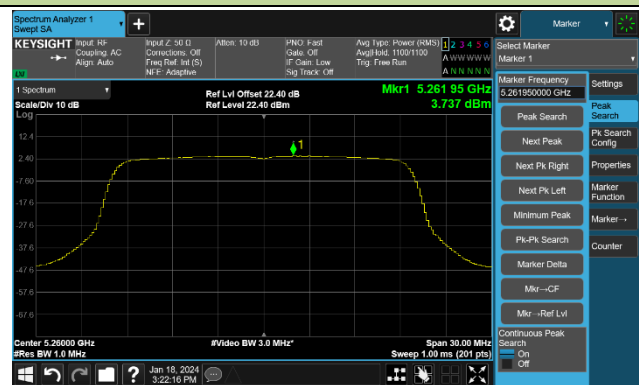 Spectrum Analyzer 1
Swept SA
+
Marker
KEYSIGHT
Input: RF
Coupling: AC
Align: Auto
Input Z: 50 Ω
Corrections: Off
Freq Ref: Int (S)
NFE: Adaptive
Atten: 10 dB
PNO: Fast
Gate: Off
IF Gain: Low
Sig Track: Off
Avg Type: Power (RMS)
Avg|Hold: 1100/1100
Trig: Free Run
1 2 3 4 5 6
A W W W W W
A N N N N N
Select Marker
Marker 1
LXI
1 Spectrum
Scale/Div 10 dB
Log
Ref Lvl Offset 22.40 dB
Ref Level 22.40 dBm
Mkr1 5.261 95 GHz
3.737 dBm
12.4
2.40
-7.60
-17.6
-27.6
-37.6
-47.6
-57.6
-67.6
1
Center 5.26000 GHz
#Res BW 1.0 MHz
#Video BW 3.0 MHz*
Span 30.00 MHz
Sweep 1.00 ms (201 pts)
Marker Frequency
5.261950000 GHz
Peak Search
Next Peak
Next Pk Right
Next Pk Left
Minimum Peak
Pk-Pk Search
Marker Delta
Mkr→CF
Mkr→Ref Lvl
Continuous Peak
Search
On
Off
Settings
Peak
Search
Pk Search
Config
Properties
Marker
Function
Marker→
Counter
?
Jan 18, 2024
3:22:16 PM